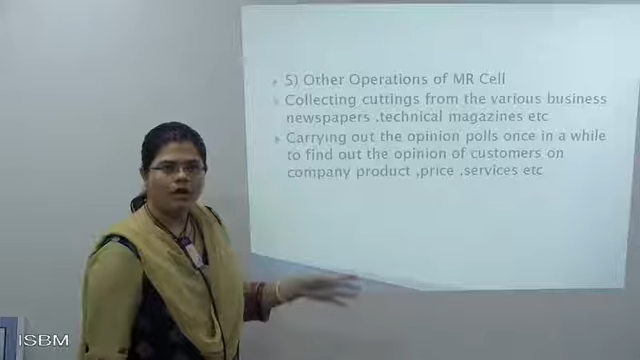 5) Other Operations of MR Cell
Collecting cuttings from the various business
newspapers ,technical magazines etc
Carrying out the opinion polls once in a while
to find out the opinion of customers on
company product ,price ,services etc
ISBM